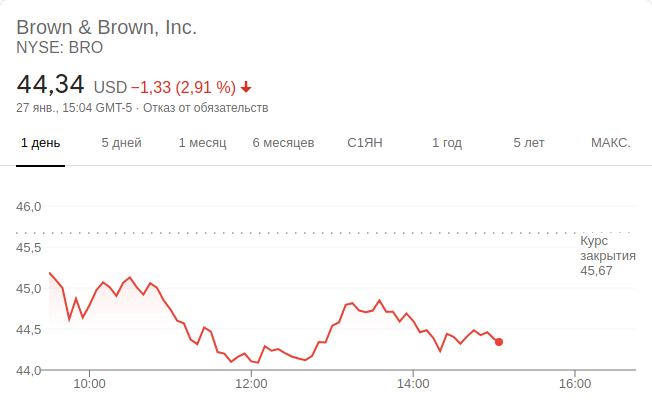 Brown & Brown, Inc.
NYSE: BRO
44,34 USD −1,33 (2,91 %)
27 янв., 15:04 GMT-5 · Отказ от обязательств
1 день 5 дней 1 месяц 6 месяцев С1ЯН 1 год 5 лет МАКС.
46,0
Курс
закрытия
45,67
45,5
45,0
44,5
44,0
10:00 12:00 14:00 16:00